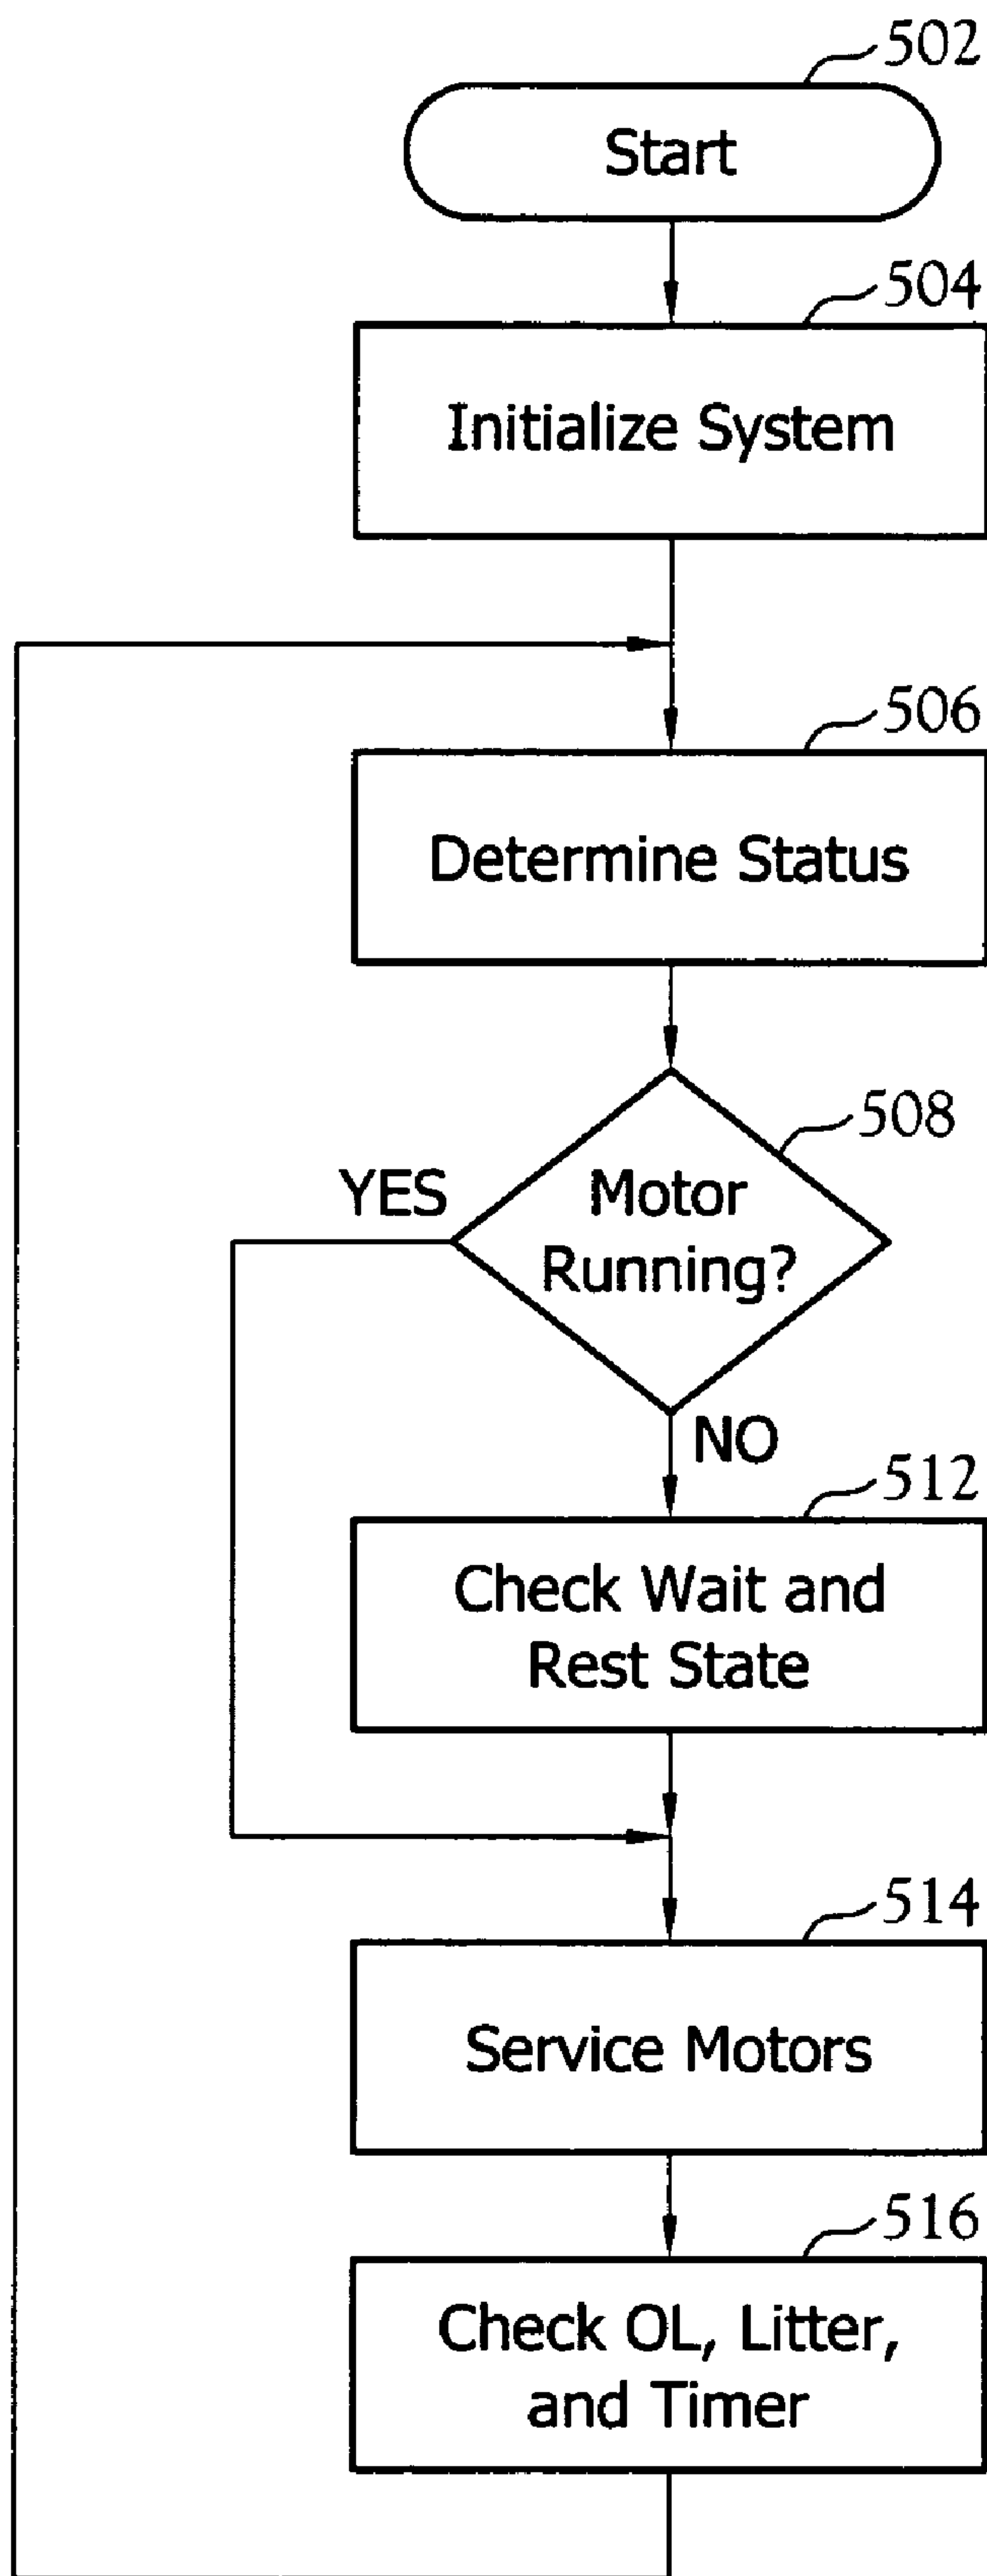 502
Start
504
Initialize System
506
Determine Status
508
YES
Motor
Running?
NO
512
Check Wait and
Rest State
514
Service Motors
516
Check OL, Litter,
and Timer